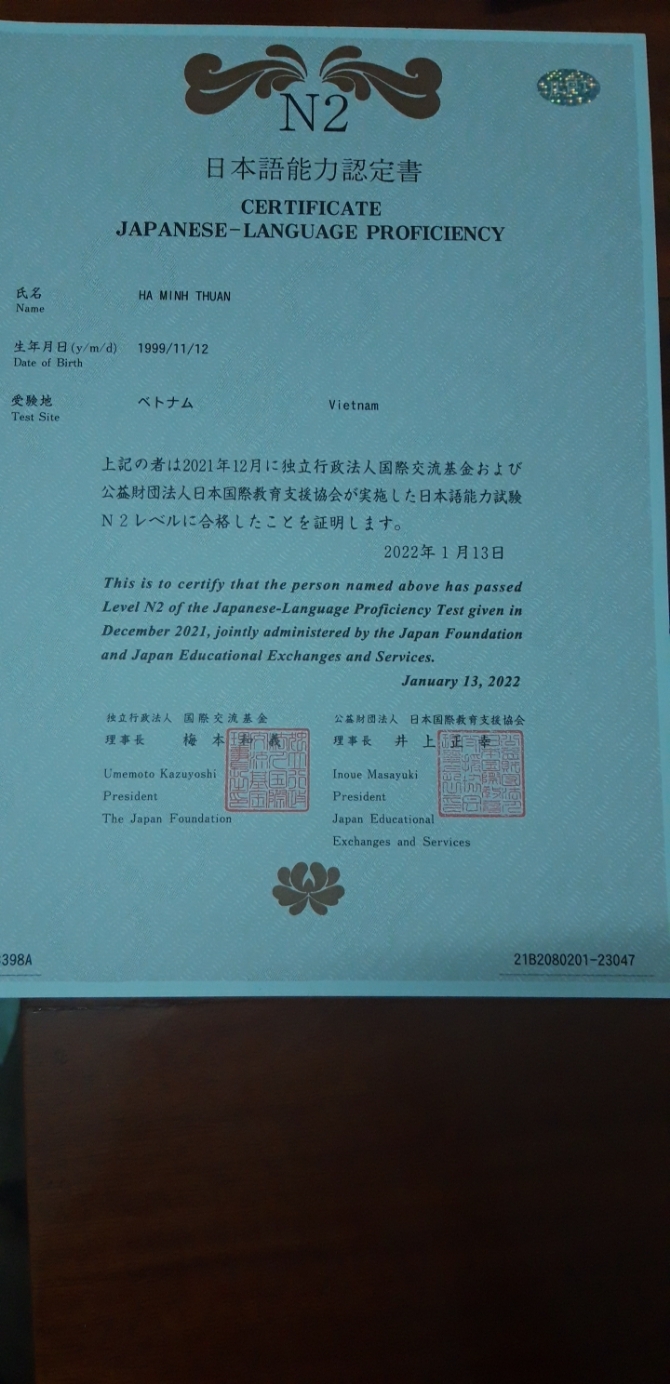 N2
日本語能力認定書
CERTIFICATE
JAPANESE-LANGUAGE PROFICIENCY
氏名 HA MINH THUAN
Name
生年月日(y/m/d) 1999/11/12
Date of Birth
受験地 ベトナム Vietnam
Test Site
上記の者は2021年12月に独立行政法人国際交流基金および
公益財団法人日本国際教育支援協会が実施した日本語能力試験
N2レベルに合格したことを証明します。
2022年1月13日
This is to certify that the person named above has passed
Level N2 of the Japanese-Language Proficiency Test given in
December 2021, jointly administered by the Japan Foundation
and Japan Educational Exchanges and Services.
January 13, 2022
独立行政法人 国際交流基金
理事長 梅本和義
Umemoto Kazuyoshi
President
The Japan Foundation
公益財団法人 日本国際教育支援協会
理事長 井上正幸
Inoue Masayuki
President
Japan Educational
Exchanges and Services
398A
21B2080201-23047